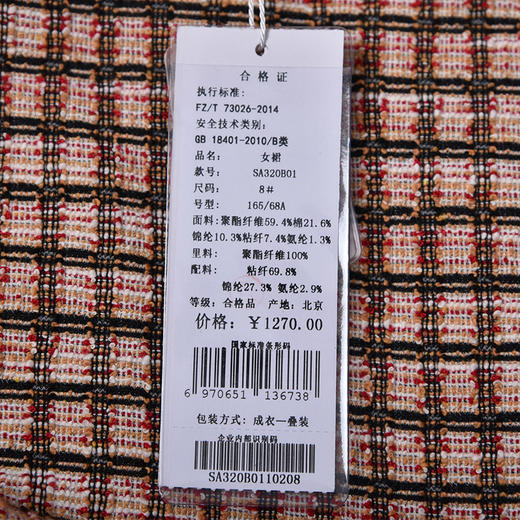 合格证
执行标准:
FZ/T 73026-2014
安全技术类别:
GB 18401-2010/B类
品名: 女裙
款号: SA320B01
尺码: 8#
号型: 165/68A
面料:聚酯纤维59.4%棉21.6%
锦纶10.3%粘纤7.4%氨纶1.3%
里料: 聚酯纤维100%
配料: 粘纤69.8%
锦纶27.3% 氨纶2.9%
等级: 合格品 产地: 北京
价格: ¥1270.00
国家标准条形码
6 970651 136738
包装方式: 成衣—叠装
企业内部识别码
SA320B0110208